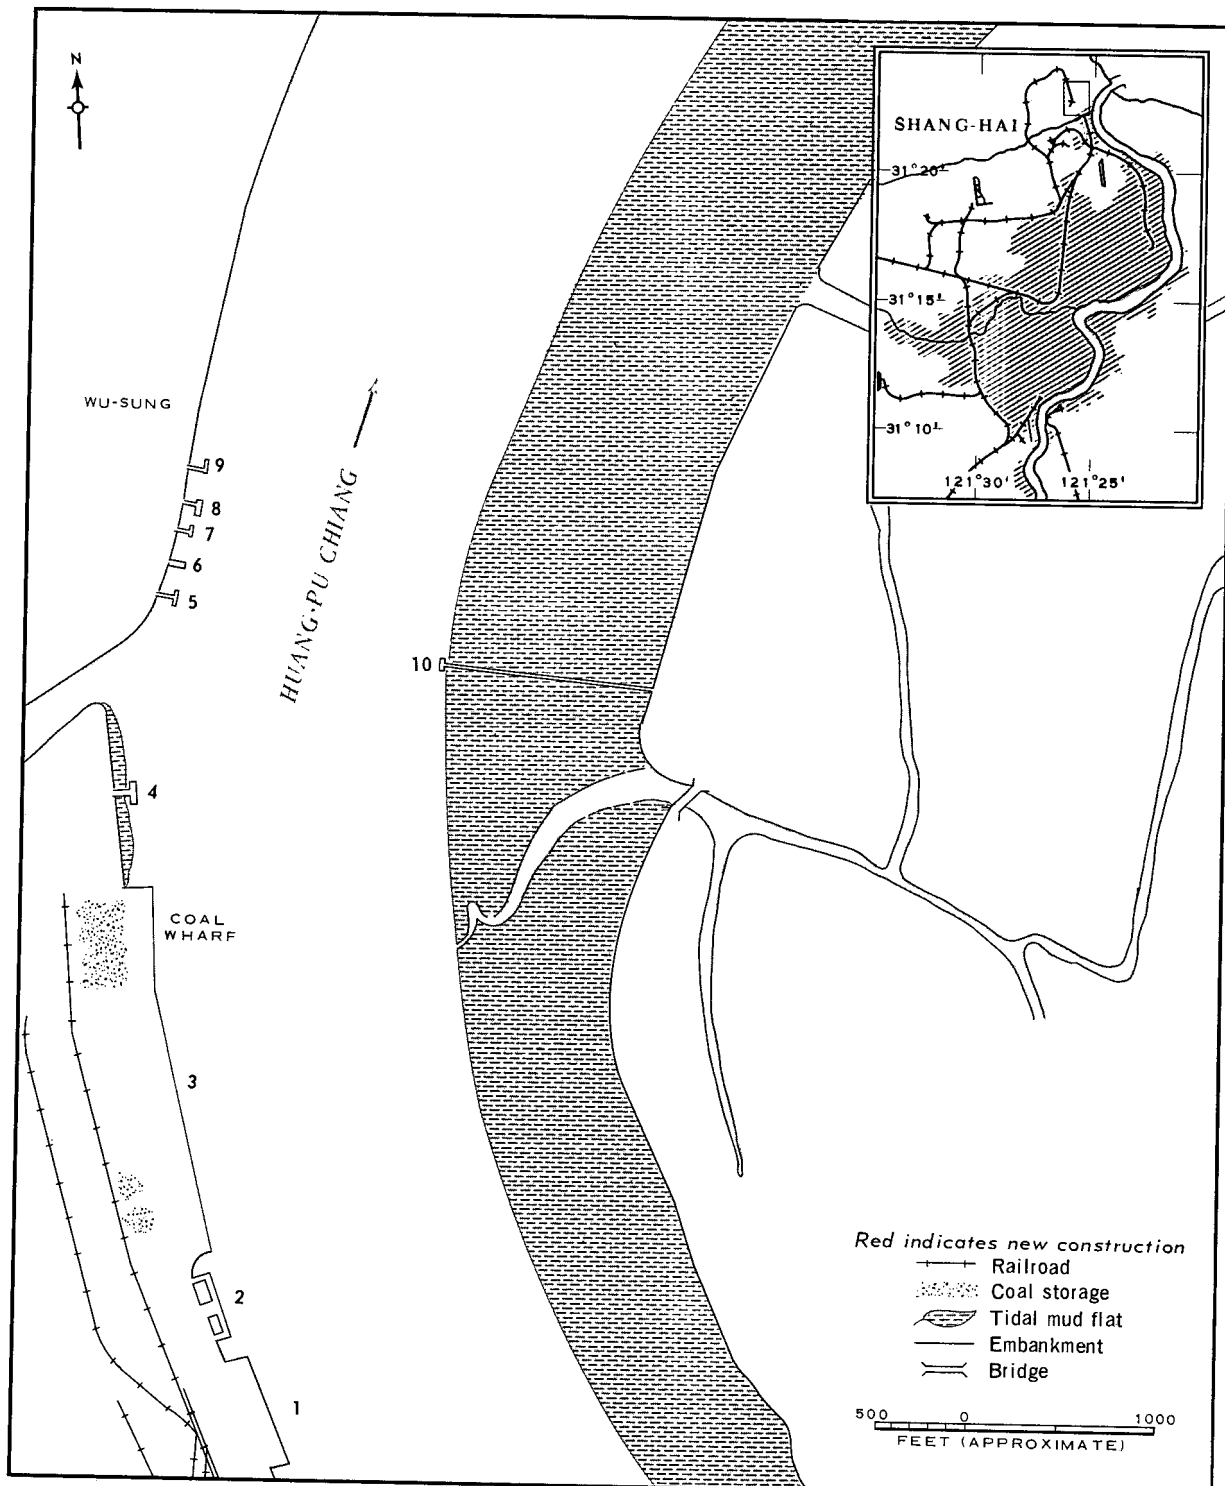 N
SHANG-HAI
31°20'
31°15'
31°10'
121°30'
121°25'
WU-SUNG
9
8
7
6
5
HUANG-PU CHIANG
10
4
COAL
WHARF
3
2
1
Red indicates new construction
Railroad
Coal storage
Tidal mud flat
Embankment
Bridge
500 0 1000
FEET (APPROXIMATE)